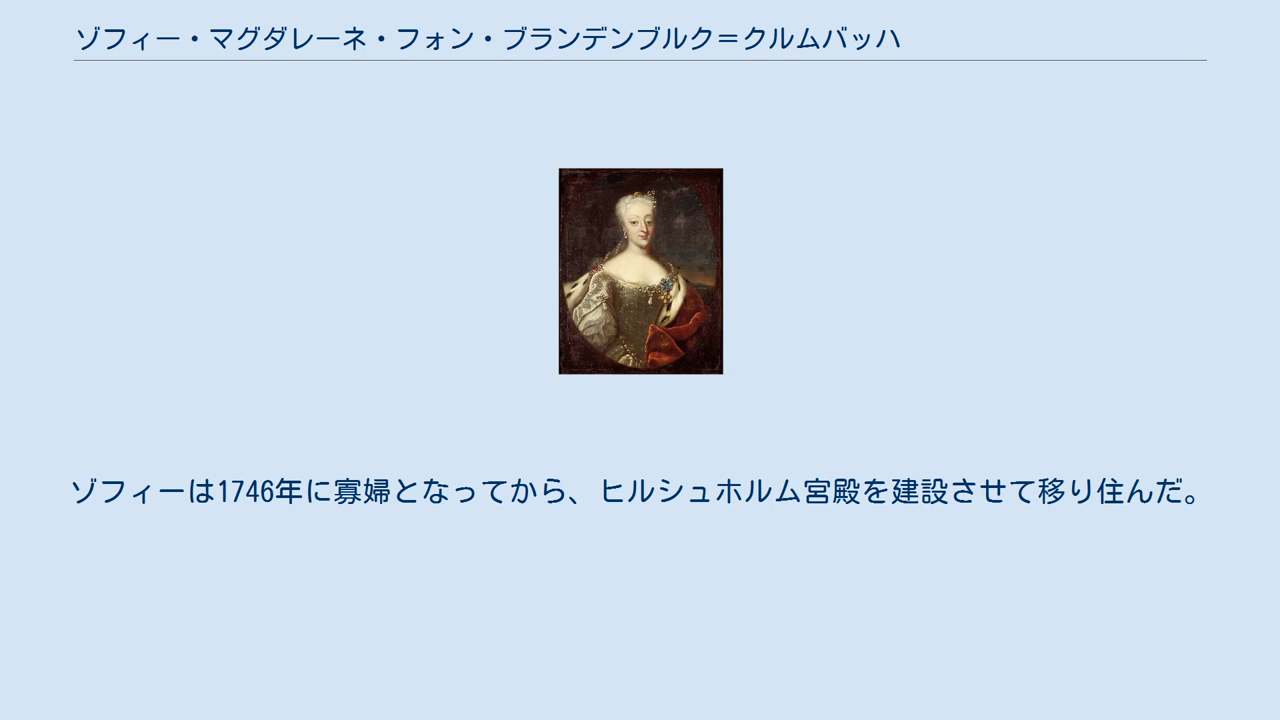 ゾフィー・マグダレーネ・フォン・ブランデンブルク＝クルムバッハ
ゾフィーは1746年に寡婦となってから、ヒルシュホルム宮殿を建設させて移り住んだ。